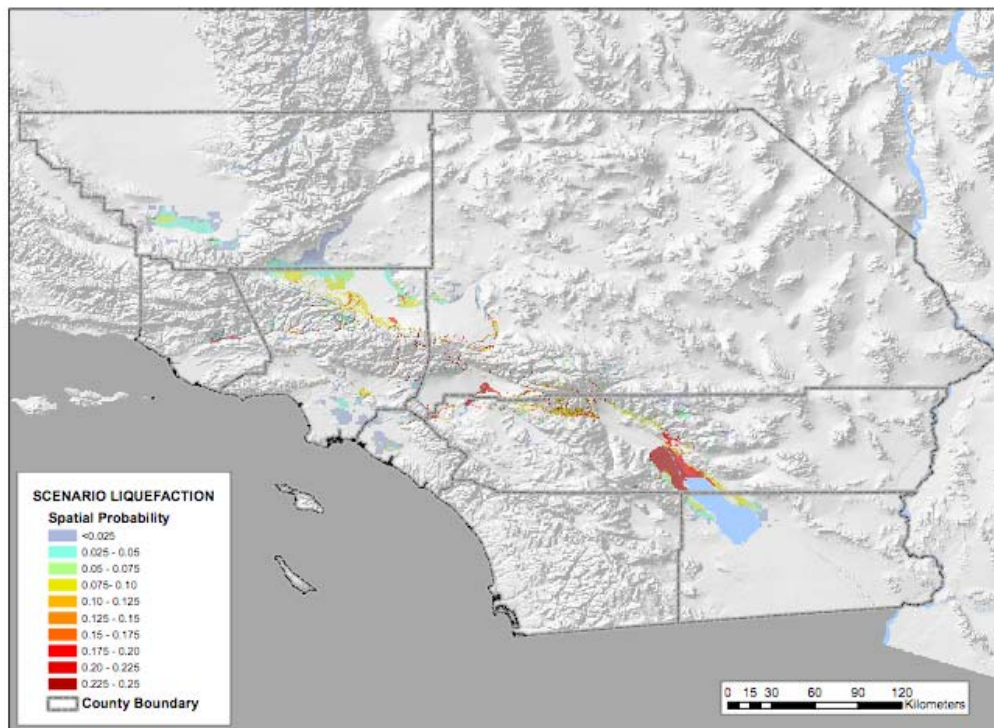 SCENARIO LIQUEFACTION
Spatial Probability
<0.025
0.025 - 0.05
0.05 - 0.075
0.075- 0.10
0.10 - 0.125
0.125 - 0.15
0.15 - 0.175
0.175 - 0.20
0.20 - 0.225
0.225 - 0.25
County Boundary
0 15 30 60 90 120
Kilometers